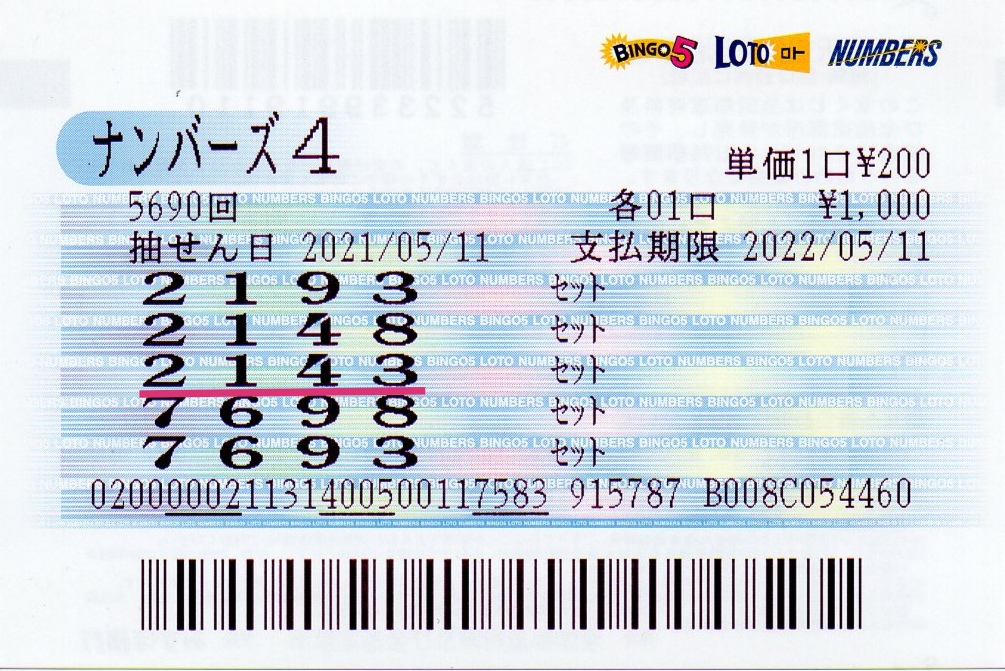 BINGO5 LOTO ロト NUMBERS
ナンバーズ4
単価1口¥200
5690回 各01口 ¥1,000
抽せん日 2021/05/11 支払期限 2022/05/11
2193 セット
2148 セット
2143 セット
7698 セット
7693 セット
020000021131400500117583 915787 B008C054460